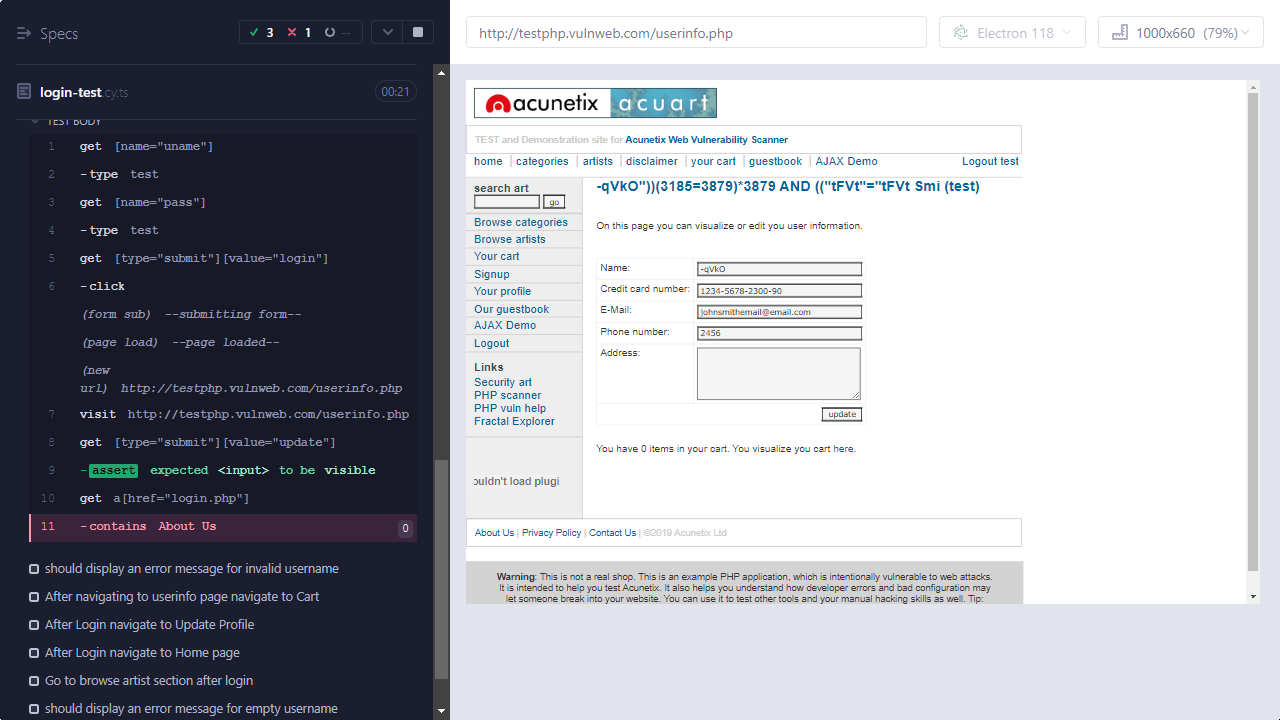 Specs
3
1
--
login-test.cy.ts
00:21
TEST BODY
1 get [name="uname"]
2 -type test
3 get [name="pass"]
4 -type test
5 get [type="submit"][value="login"]
6 -click
(form sub) --submitting form--
(page load) --page loaded--
(new
url) http://testphp.vulnweb.com/userinfo.php
7 visit http://testphp.vulnweb.com/userinfo.php
8 get [type="submit"][value="update"]
9 -assert expected <input> to be visible
10 get a[href="login.php"]
11 -contains About Us 0
should display an error message for invalid username
After navigating to userinfo page navigate to Cart
After Login navigate to Update Profile
After Login navigate to Home page
Go to browse artist section after login
should display an error message for empty username
http://testphp.vulnweb.com/userinfo.php
Electron 118
1000x660 (79%)
acunetix acuart
TEST and Demonstration site for Acunetix Web Vulnerability Scanner
home | categories | artists | disclaimer | your cart | guestbook | AJAX Demo
Logout test
search art
go
Browse categories
Browse artists
Your cart
Signup
Your profile
Our guestbook
AJAX Demo
Logout
Links
Security art
PHP scanner
PHP vuln help
Fractal Explorer
ouldn't load plugi
-qVkO"))(3185=3879)*3879 AND (("tFVt"="tFVt Smi (test)
On this page you can visualize or edit you user information.
Name: -qVkO
Credit card number: 1234-5678-2300-90
E-Mail: johnsmithemail@email.com
Phone number: 2456
Address:
update
You have 0 items in your cart. You visualize you cart here.
About Us | Privacy Policy | Contact Us | ©2019 Acunetix Ltd
Warning: This is not a real shop. This is an example PHP application, which is intentionally vulnerable to web attacks.
It is intended to help you test Acunetix. It also helps you understand how developer errors and bad configuration may
let someone break into your website. You can use it to test other tools and your manual hacking skills as well. Tip: